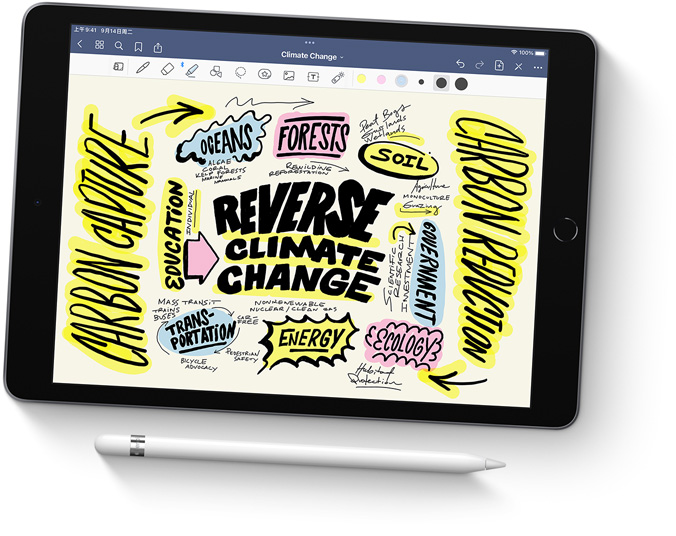 上午9:41 9月14日周二
100%
Climate Change
CARBON CAPTURE
OCEANS
ALGAE
CORAL
KELP FORESTS
MARINE
MAMMALS
FORESTS
REWILDING
REFORESTATION
Peat Bogs
Wetlands
SOIL
Agriculture
MONOCULTURE
Grazing
CARBON REDUCTION
EDUCATION
INDIVIDUAL
REVERSE
CLIMATE
CHANGE
SCIENTIFIC
RESEARCH
INVESTMENT
GOVERNMENT
MASS TRANSIT
TRAINS
BUSES
TRANS-
PORTATION
CAR-
FREE
PEDESTRIAN
SAFETY
BICYCLE
ADVOCACY
NONRENEWABLE
NUCLEAR/CLEAN GAS
ENERGY
ECOLOGY
Habitat
Protection